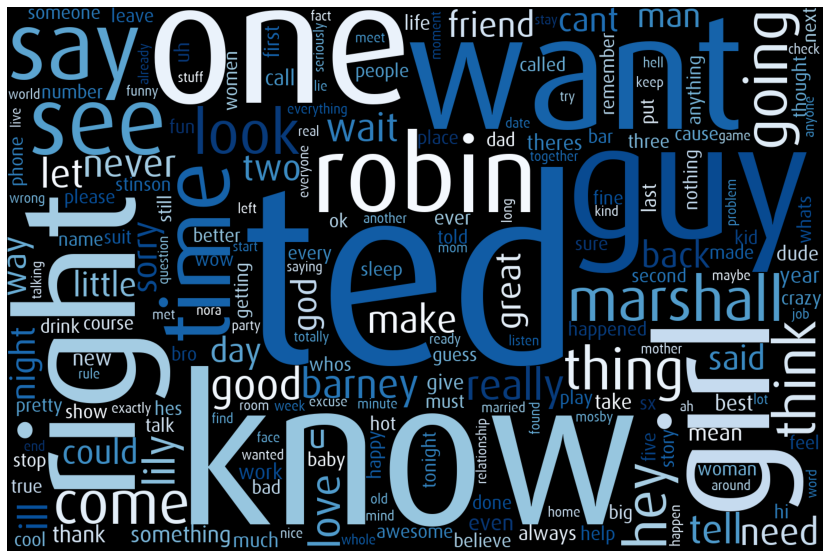 someone
leave
say
one
want
uh
fact
seriously
life
friend
stay
moment
cant
man
going
next
check
already
stuff
women
first
call
lie
meet
people
called
remember
hell
keep
try
put
anything
thought
anyone
world
number
funny
see
live
phone
fun
look
real
everything
everyone
wait
date
place
dad
theres
bar
three
cause
game
let
never
two
robin
guy
together
nothing
last
wrong
please
stinson
time
still
left
ok
another
ever
told
mom
long
fine
kind
sure
back
made
kid
problem
whats
right
way
talking
name
suit
question
sorry
better
wow
start
every
saying
ted
sleep
great
second
maybe
dude
year
crazy
job
little
met
nora
getting
party
god
make
marshall
happened
drink
course
night
bro
day
totally
whos
ready
guess
listen
thing
mother
girl
said
think
new
rule
good
barney
really
pretty
show
exactly
hes
find
room
week
excuse
minute
give
must
married
found
play
take
sx
ah
best
lot
mosby
end
stop
could
talk
lily
know
face
wanted
u
hot
happy
baby
tonight
relationship
hey
five
story
mean
feel
woman
around
word
true
come
ill
work
bad
love
old
mind
awesome
done
even
home
big
happen
hi
cool
thank
something
much
nice
whole
believe
always
help
tell
need